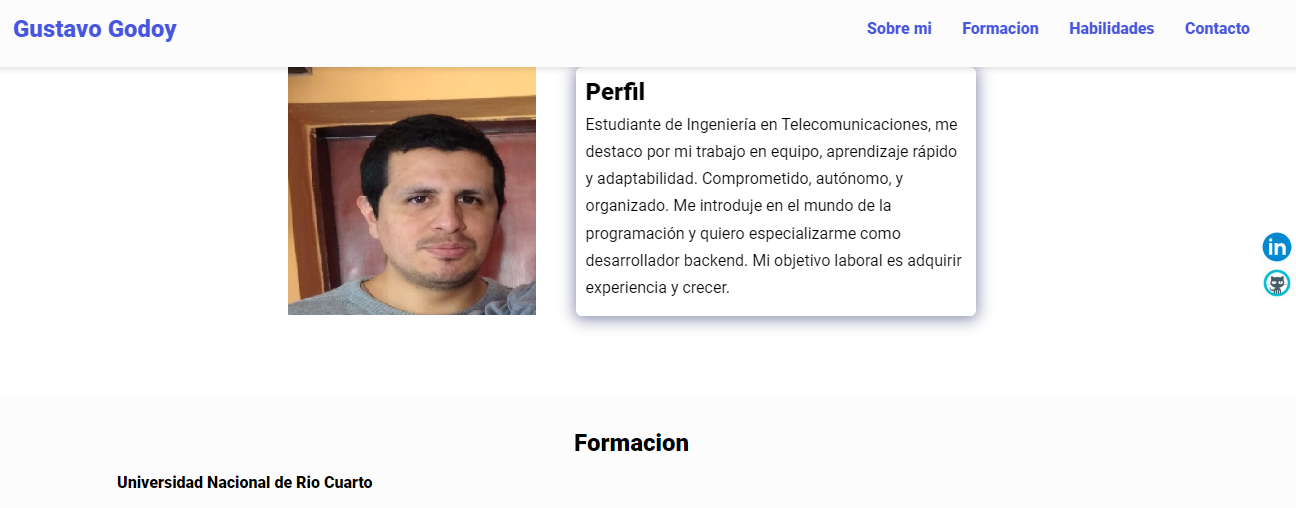 Gustavo Godoy
Sobre mi
Formacion
Habilidades
Contacto
Perfil
Estudiante de Ingeniería en Telecomunicaciones, me
destaco por mi trabajo en equipo, aprendizaje rápido
y adaptabilidad. Comprometido, autónomo, y
organizado. Me introduje en el mundo de la
programación y quiero especializarme como
desarrollador backend. Mi objetivo laboral es adquirir
experiencia y crecer.
in
Formacion
Universidad Nacional de Rio Cuarto